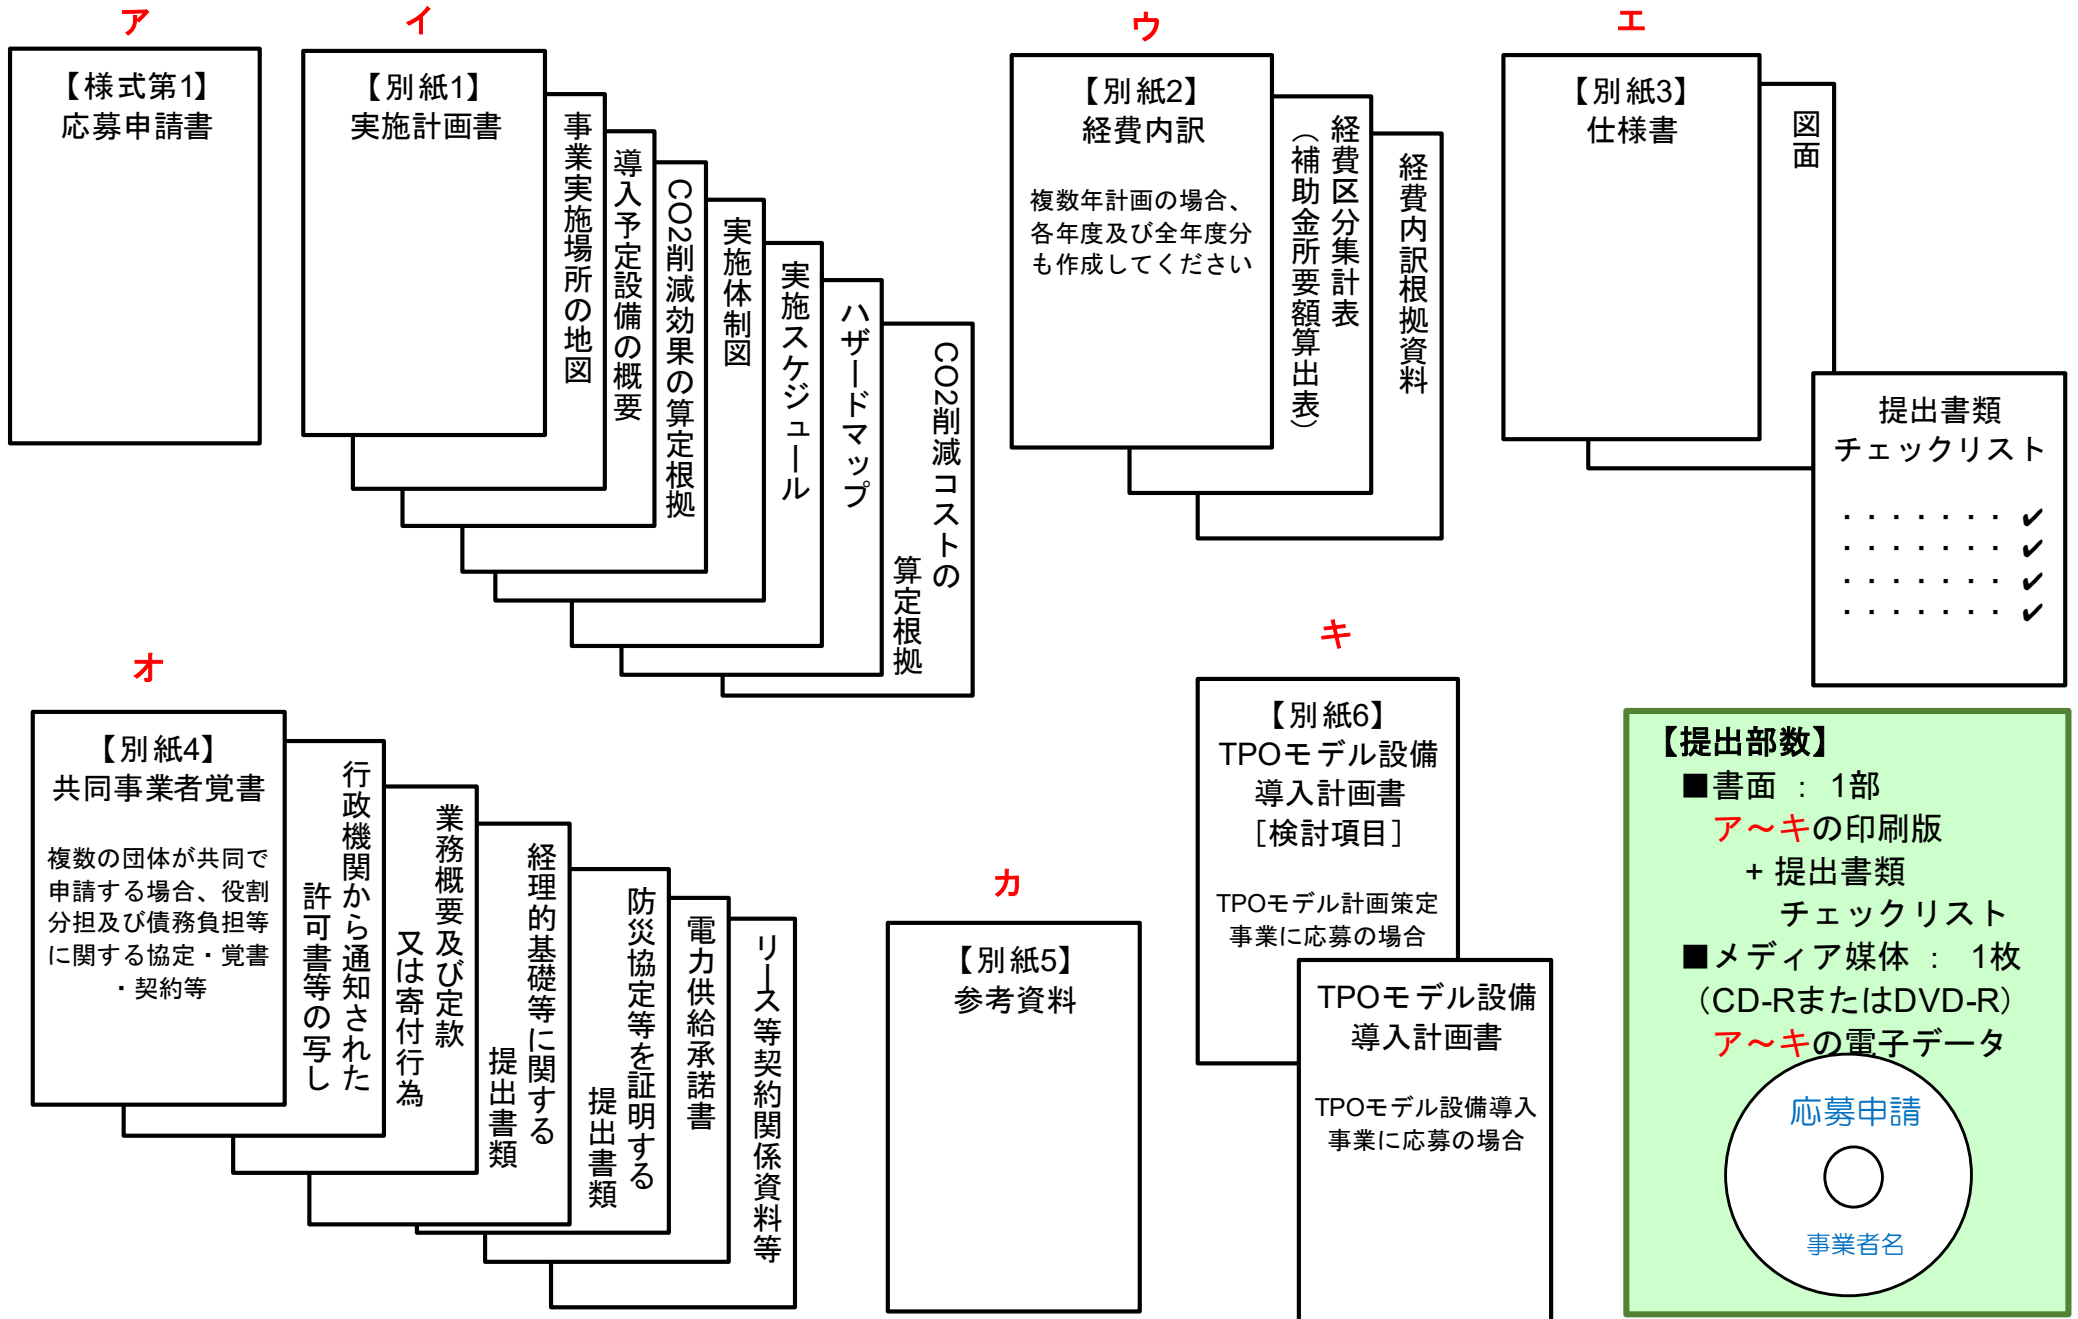 ア
【様式第1】
応募申請書
イ
【別紙1】
実施計画書
事業実施場所の地図
導入予定設備の概要
CO2削減効果の算定根拠
実施体制図
実施スケジュール
ハザードマップ
CO2削減コストの
算定根拠
ウ
【別紙2】
経費内訳
複数年計画の場合、
各年度及び全年度分
も作成してください
経費区分集計表
（補助金所要額算出表）
経費内訳根拠資料
エ
【別紙3】
仕様書
図面
提出書類
チェックリスト
・・・・・・・✔
・・・・・・・✔
・・・・・・・✔
・・・・・・・✔
オ
【別紙4】
共同事業者覚書
複数の団体が共同で
申請する場合、役割
分担及び債務負担等
に関する協定・覚書
・契約等
行政機関から通知された
許可書等の写し
業務概要及び定款
又は寄付行為
経理的基礎等に関する
提出書類
防災協定等を証明する
提出書類
電力供給承諾書
リース等契約関係資料等
カ
【別紙5】
参考資料
キ
【別紙6】
TPOモデル設備
導入計画書
［検討項目］
TPOモデル計画策定
事業に応募の場合
TPOモデル設備
導入計画書
TPOモデル設備導入
事業に応募の場合
【提出部数】
■書面 ： 1部
ア～キの印刷版
+ 提出書類
チェックリスト
■メディア媒体 ： 1枚
（CD-RまたはDVD-R）
ア～キの電子データ
応募申請
事業者名